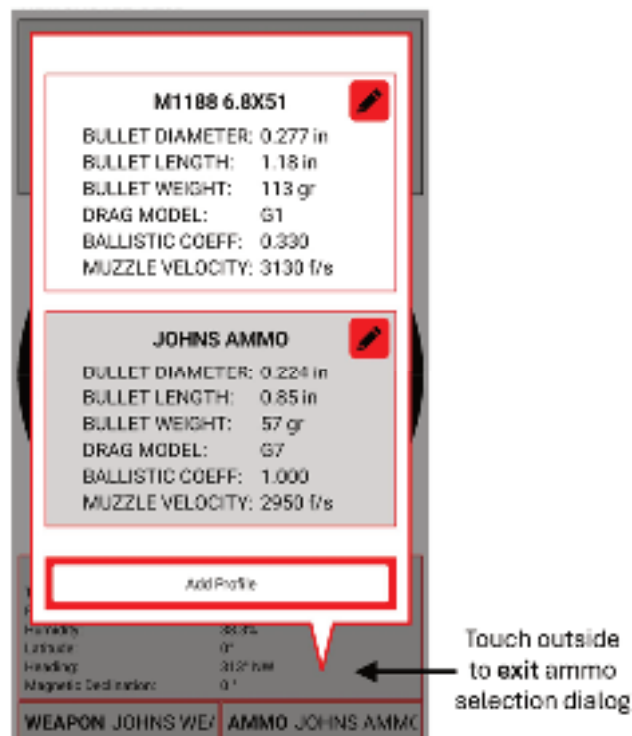 M1188 6.8X51
BULLET DIAMETER: 0.277 in
BULLET LENGTH: 1.18 in
BULLET WEIGHT: 113 gr
DRAG MODEL: G1
BALLISTIC COEFF: 0.330
MUZZLE VELOCITY: 3130 f/s
JOHNS AMMO
BULLET DIAMETER: 0.224 in
BULLET LENGTH: 0.85 in
BULLET WEIGHT: 57 gr
DRAG MODEL: G7
BALLISTIC COEFF: 1.000
MUZZLE VELOCITY: 2950 f/s
Add Profile
Humidity:
Latitude: 0°
Heading: 313° NW
Magnetic Declination: 0 °
Touch outside
to exit ammo
selection dialog
WEAPON JOHNS WEA AMMO JOHNS AMMO